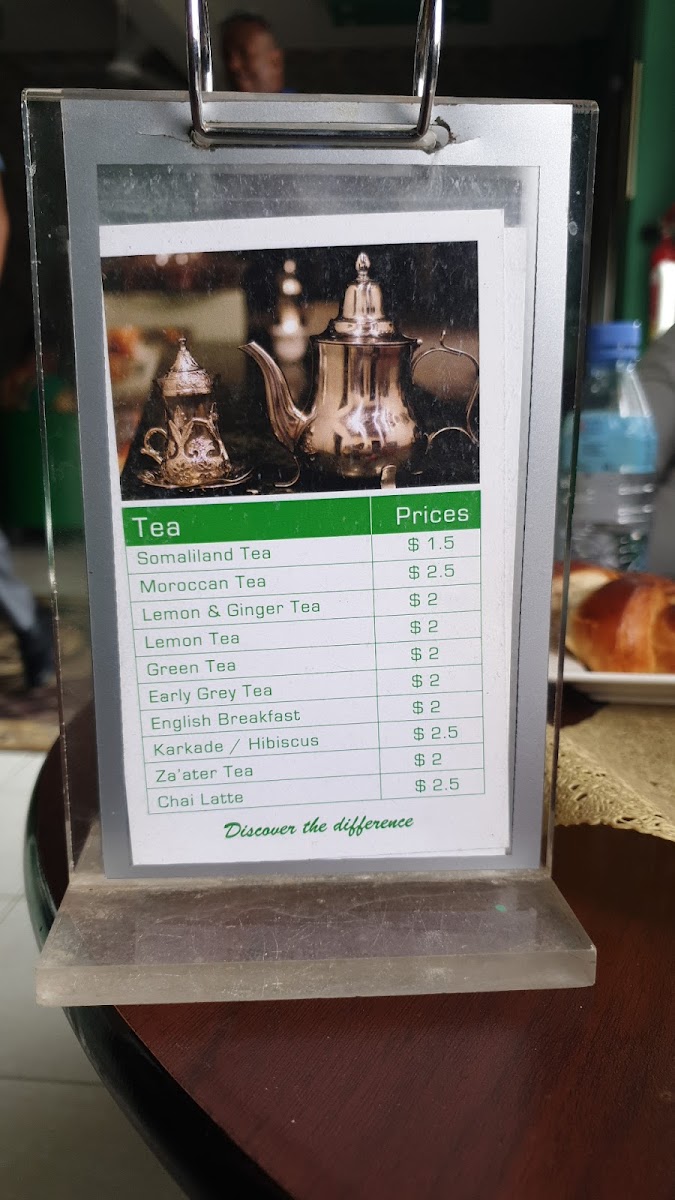 Tea Prices
Somaliland Tea $ 1.5
Moroccan Tea $ 2.5
Lemon & Ginger Tea $ 2
Lemon Tea $ 2
Green Tea $ 2
Early Grey Tea $ 2
English Breakfast $ 2
Karkade / Hibiscus $ 2.5
Za'ater Tea $ 2
Chai Latte $ 2.5
Discover the difference